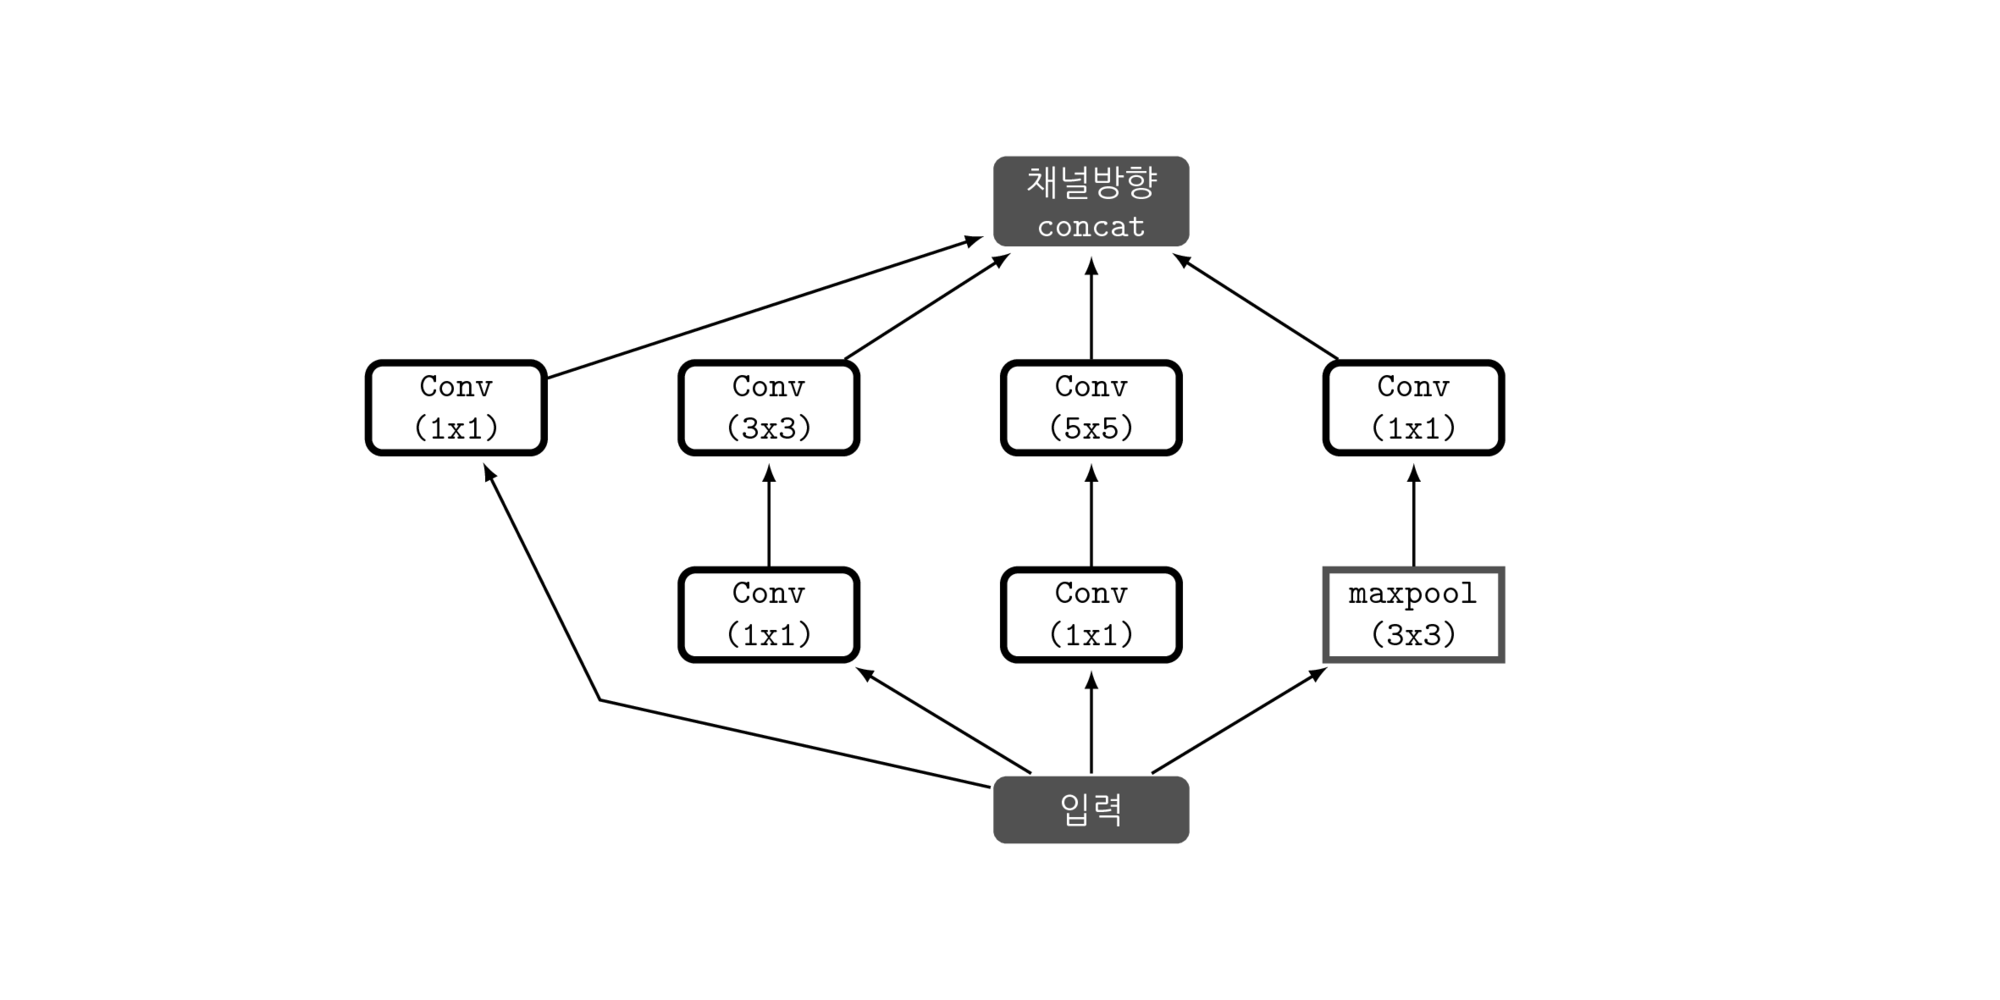 채널방향
concat
Conv
(1x1)
Conv
(3x3)
Conv
(5x5)
Conv
(1x1)
Conv
(1x1)
Conv
(1x1)
maxpool
(3x3)
입력